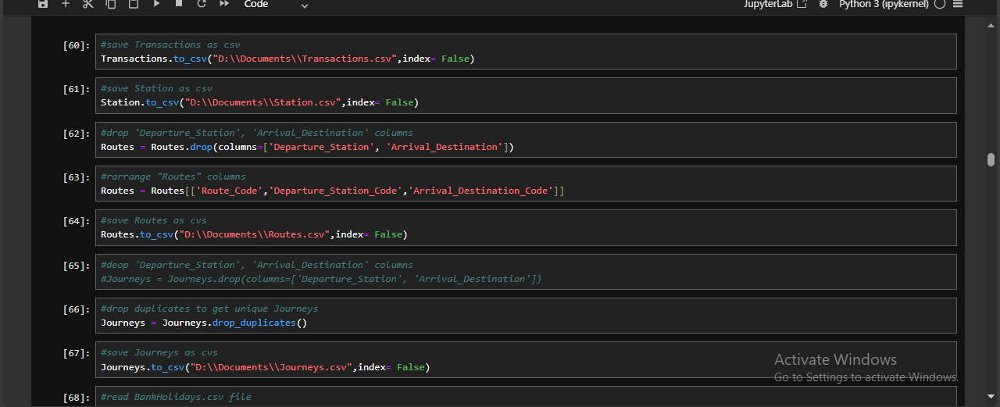 Code
JupyterLab
Python 3 (ipykernel)
[60]:
#save Transactions as csv
Transactions.to_csv("D:\\Documents\\Transactions.csv",index= False)
[61]:
#save Station as csv
Station.to_csv("D:\\Documents\\Station.csv",index= False)
[62]:
#drop 'Departure_Station', 'Arrival_Destination' columns
Routes = Routes.drop(columns=['Departure_Station', 'Arrival_Destination'])
[63]:
#rarrange "Routes" columns
Routes = Routes[['Route_Code','Departure_Station_Code','Arrival_Destination_Code']]
[64]:
#save Routes as cvs
Routes.to_csv("D:\\Documents\\Routes.csv",index= False)
[65]:
#deop 'Departure_Station', 'Arrival_Destination' columns
#Journeys = Journeys.drop(columns=['Departure_Station', 'Arrival_Destination'])
[66]:
#drop duplicates to get unique Journeys
Journeys = Journeys.drop_duplicates()
[67]:
#save Journeys as cvs
Journeys.to_csv("D:\\Documents\\Journeys.csv",index= False)
Activate Windows
Go to Settings to activate Windows.
[68]:
#read BankHolidays.csv file